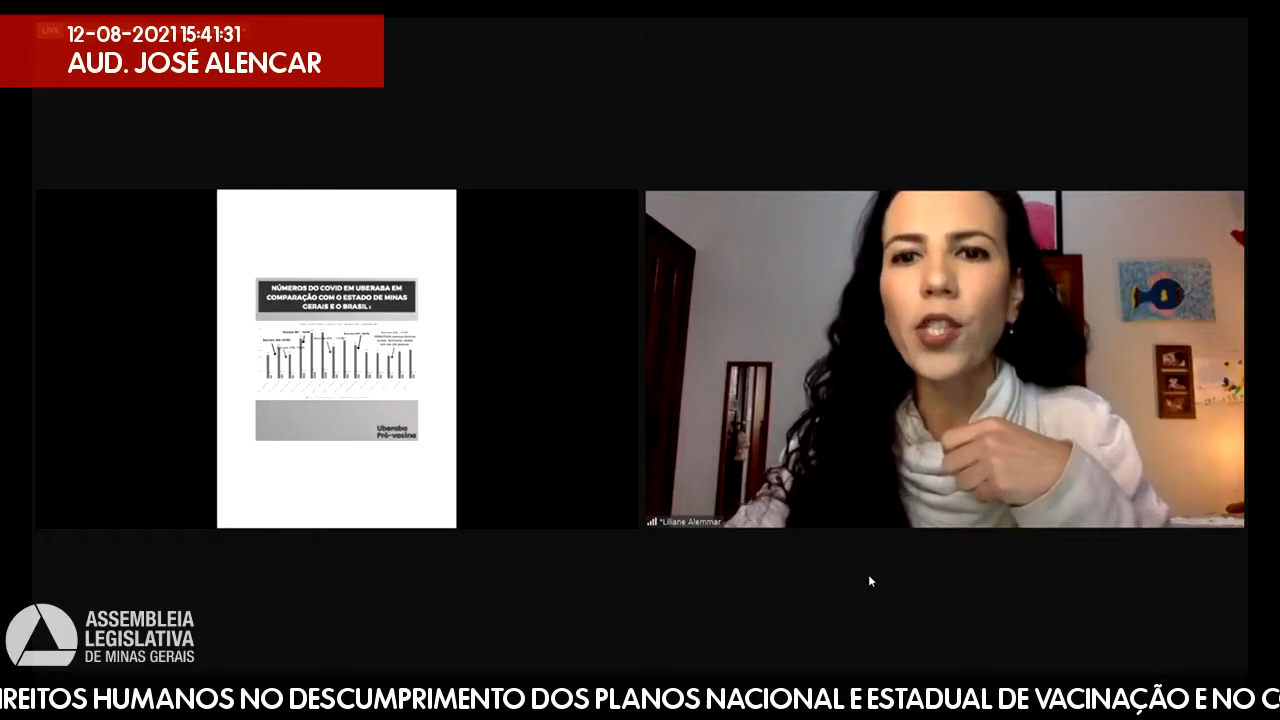 LIVE
12-08-2021 15:41:31
AUD. JOSÉ ALENCAR
NÚMEROS DO COVID EM UBERABA EM
COMPARAÇÃO COM O ESTADO DE MINAS
GERAIS E O BRASIL :
Uberaba
Pró-vacina
*Liliane Alemmar
ASSEMBLEIA
LEGISLATIVA
DE MINAS GERAIS
IREITOS HUMANOS NO DESCUMPRIMENTO DOS PLANOS NACIONAL E ESTADUAL DE VACINAÇÃO E NO C